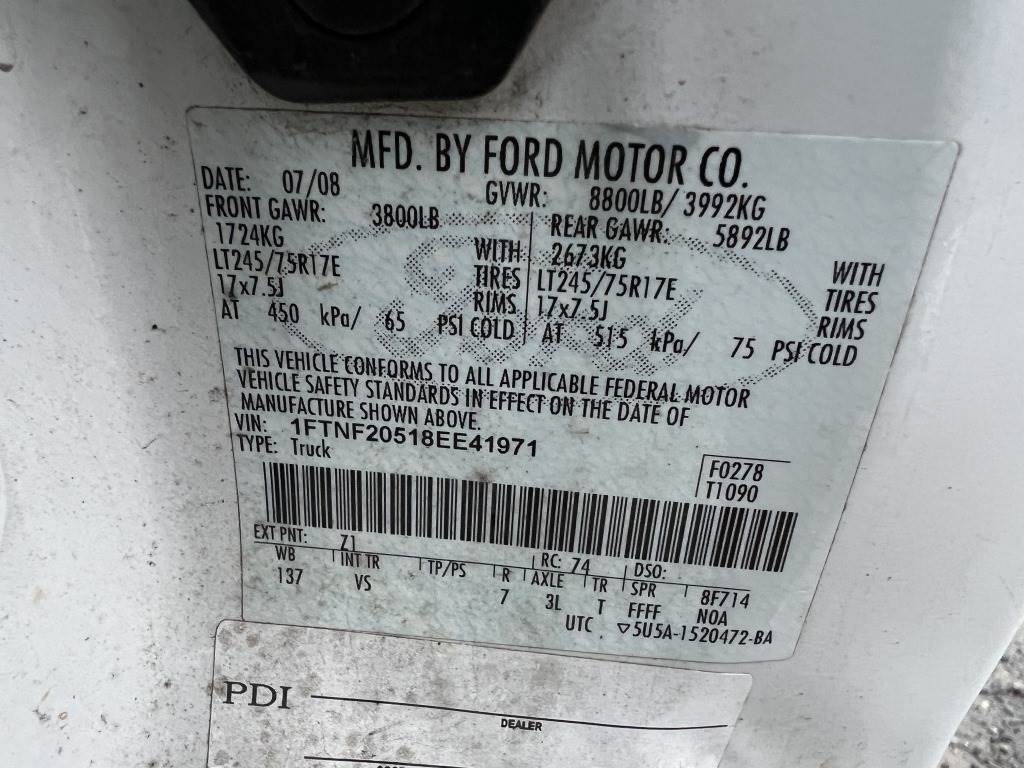 MFD. BY FORD MOTOR CO.
DATE: 07/08 GVWR: 8800LB/ 3992KG
FRONT GAWR: 3800LB REAR GAWR: 5892LB
1724KG WITH 2673KG WITH
LT245/75R17E TIRES LT245/75R17E TIRES
17x7.5J RIMS 17x7.5J RIMS
AT 450 kPa/ 65 PSI COLD AT 515 kPa/ 75 PSI COLD
THIS VEHICLE CONFORMS TO ALL APPLICABLE FEDERAL MOTOR
VEHICLE SAFETY STANDARDS IN EFFECT ON THE DATE OF
MANUFACTURE SHOWN ABOVE.
VIN: 1FTNF20518EE41971
TYPE: Truck
F0278
T1090
EXT PNT: Z1 RC: 74 DSO:
WB INT TR TP/PS R AXLE TR SPR 8F714
137 VS 7 3L T FFFF NOA
UTC ▽5U5A-1520472-BA
PDI
DEALER